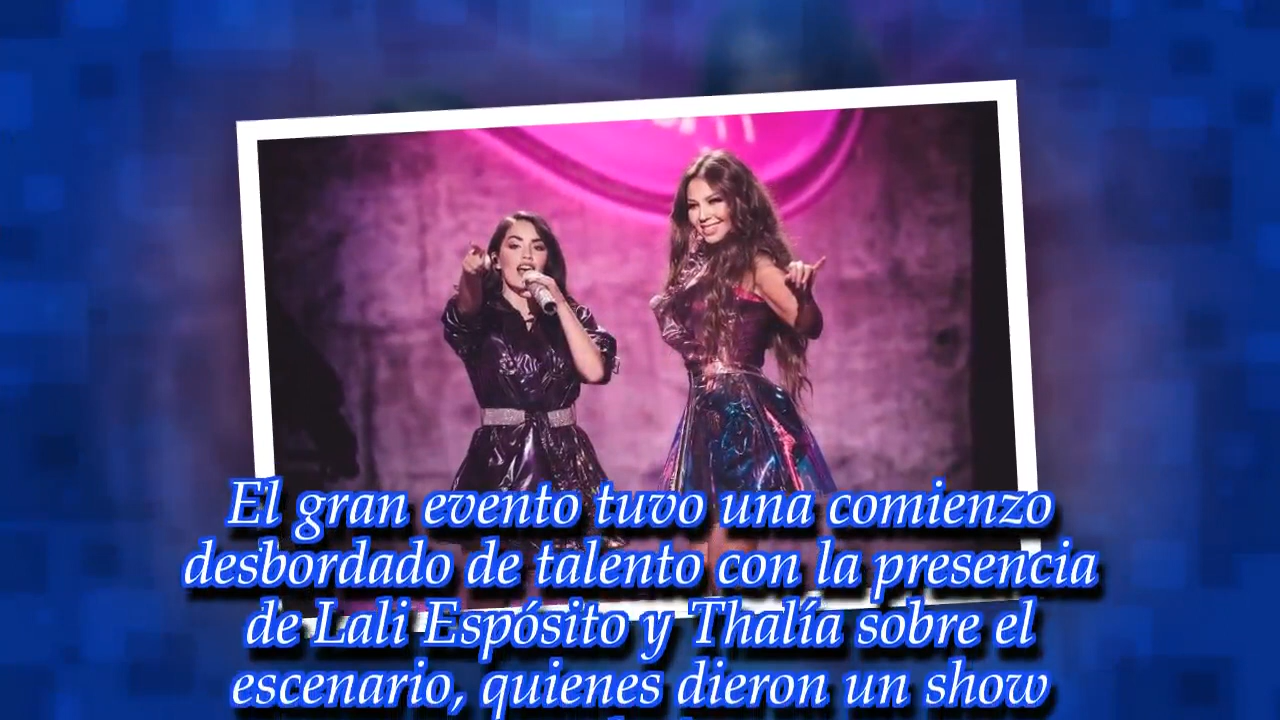 El gran evento tuvo una comienzo
desbordado de talento con la presencia
de Lali Espósito y Thalía sobre el
escenario, quienes dieron un show